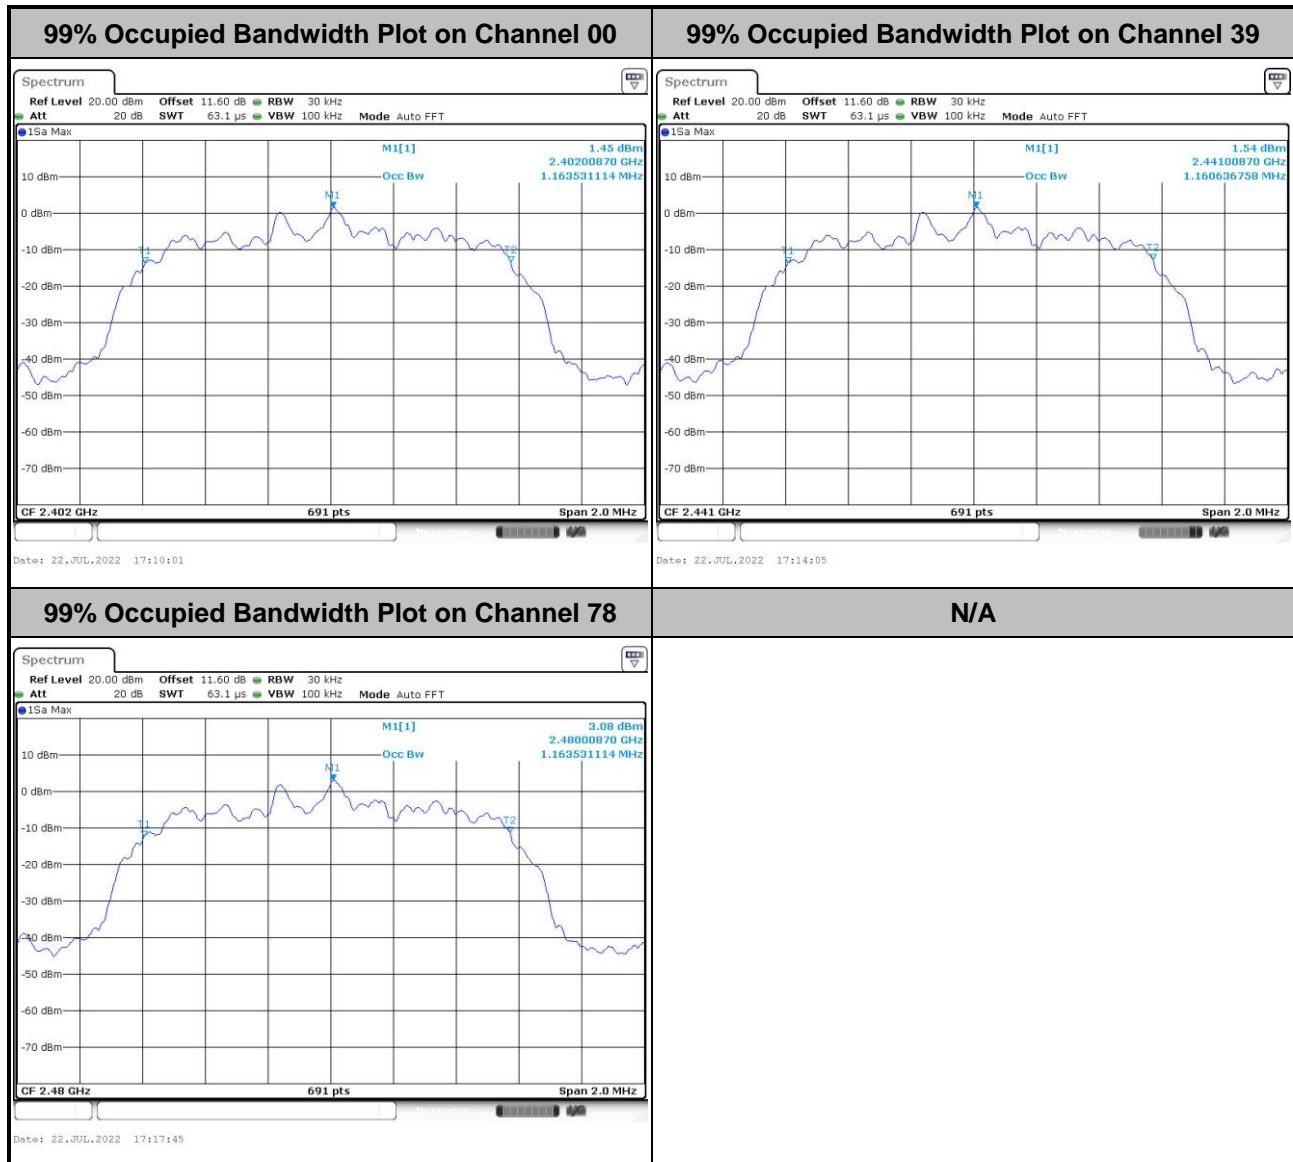 99% Occupied Bandwidth Plot on Channel 00
99% Occupied Bandwidth Plot on Channel 39
Spectrum
Ref Level 20.00 dBm Offset 11.60 dB RBW 30 kHz
Att 20 dB SWT 63.1 µs VBW 100 kHz Mode Auto FFT
1Sa Max
M1[1] 1.45 dBm
2.40200870 GHz
Occ Bw 1.163531114 MHz
10 dBm
M1
0 dBm
-10 dBm
T1
T2
-20 dBm
-30 dBm
-40 dBm
-50 dBm
-60 dBm
-70 dBm
CF 2.402 GHz 691 pts Span 2.0 MHz
Date: 22.JUL.2022 17:10:01
Spectrum
Ref Level 20.00 dBm Offset 11.60 dB RBW 30 kHz
Att 20 dB SWT 63.1 µs VBW 100 kHz Mode Auto FFT
1Sa Max
M1[1] 1.54 dBm
2.44100870 GHz
Occ Bw 1.160636758 MHz
10 dBm
M1
0 dBm
-10 dBm
T1
T2
-20 dBm
-30 dBm
-40 dBm
-50 dBm
-60 dBm
-70 dBm
CF 2.441 GHz 691 pts Span 2.0 MHz
Date: 22.JUL.2022 17:14:05
99% Occupied Bandwidth Plot on Channel 78
N/A
Spectrum
Ref Level 20.00 dBm Offset 11.60 dB RBW 30 kHz
Att 20 dB SWT 63.1 µs VBW 100 kHz Mode Auto FFT
1Sa Max
M1[1] 3.08 dBm
2.48000870 GHz
Occ Bw 1.163531114 MHz
10 dBm
M1
0 dBm
-10 dBm
T1
T2
-20 dBm
-30 dBm
-40 dBm
-50 dBm
-60 dBm
-70 dBm
CF 2.48 GHz 691 pts Span 2.0 MHz
Date: 22.JUL.2022 17:17:45